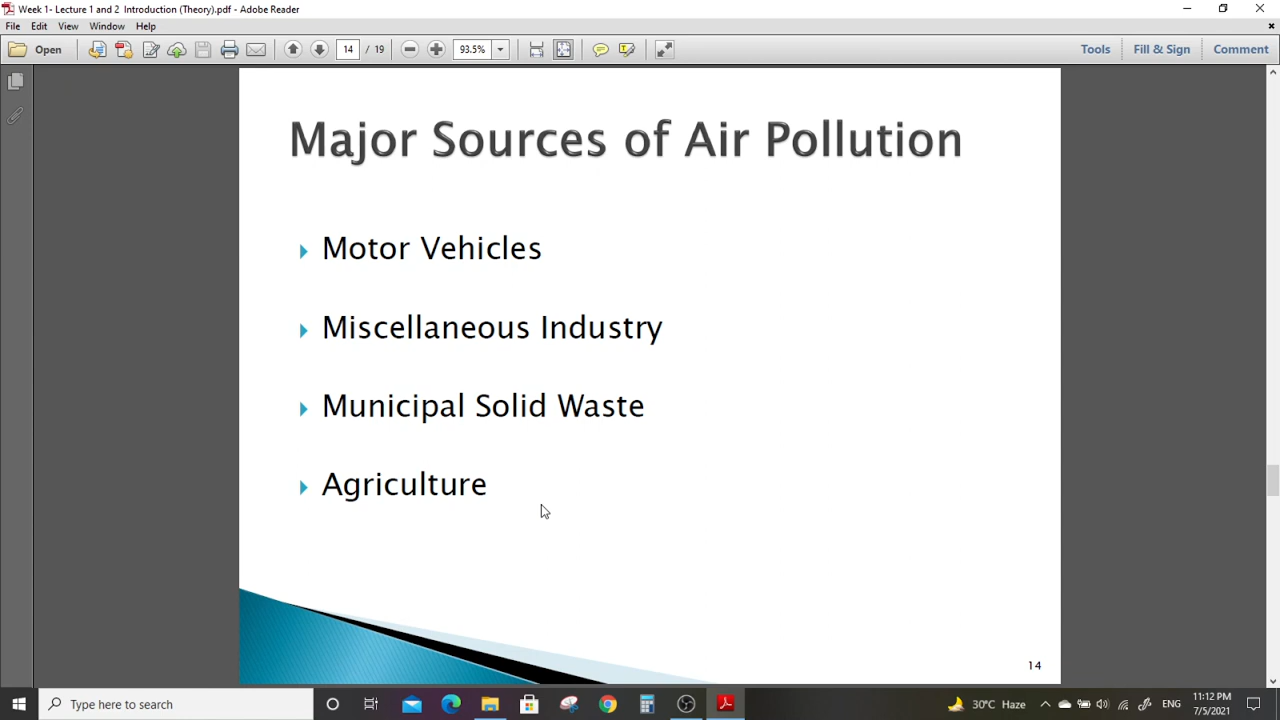 Week 1- Lecture 1 and 2 Introduction (Theory).pdf - Adobe Reader
File Edit View Window Help
Open 14 / 19 93.5% Tools Fill & Sign Comment
Major Sources of Air Pollution
Motor Vehicles
Miscellaneous Industry
Municipal Solid Waste
Agriculture
14
Type here to search
30°C Haze
ENG
11:12 PM
7/5/2021